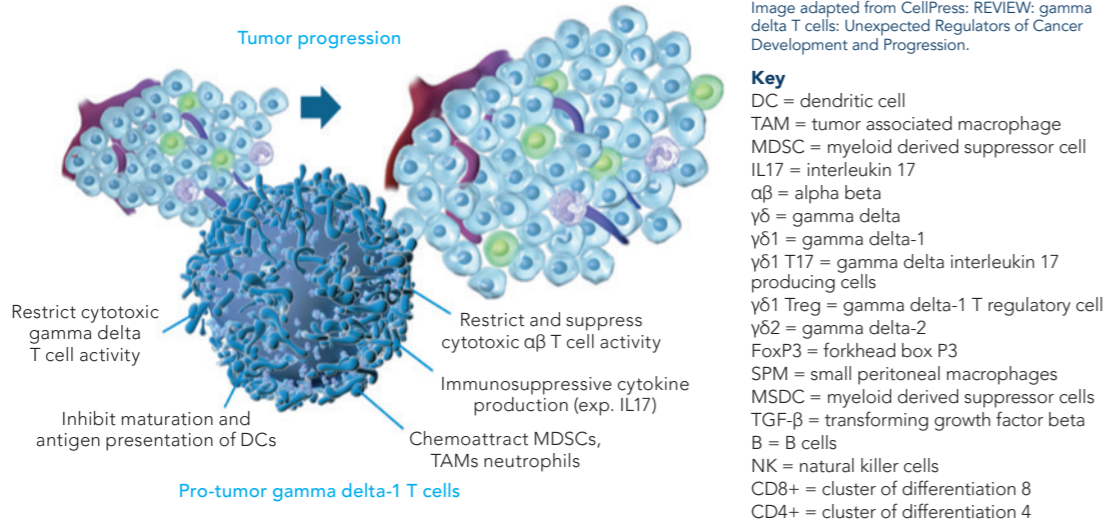 Tumor progression
Restrict cytotoxic
gamma delta
T cell activity
Inhibit maturation and
antigen presentation of DCs
Restrict and suppress
cytotoxic αβ T cell activity
Immunosuppressive cytokine
production (exp. IL17)
Chemoattract MDSCs,
TAMs neutrophils
Pro-tumor gamma delta-1 T cells
Image adapted from CellPress: REVIEW: gamma
delta T cells: Unexpected Regulators of Cancer
Development and Progression.
Key
DC = dendritic cell
TAM = tumor associated macrophage
MDSC = myeloid derived suppressor cell
IL17 = interleukin 17
αβ = alpha beta
γδ = gamma delta
γδ1 = gamma delta-1
γδ1 T17 = gamma delta interleukin 17
producing cells
γδ1 Treg = gamma delta-1 T regulatory cell
γδ2 = gamma delta-2
FoxP3 = forkhead box P3
SPM = small peritoneal macrophages
MSDC = myeloid derived suppressor cells
TGF-β = transforming growth factor beta
B = B cells
NK = natural killer cells
CD8+ = cluster of differentiation 8
CD4+ = cluster of differentiation 4